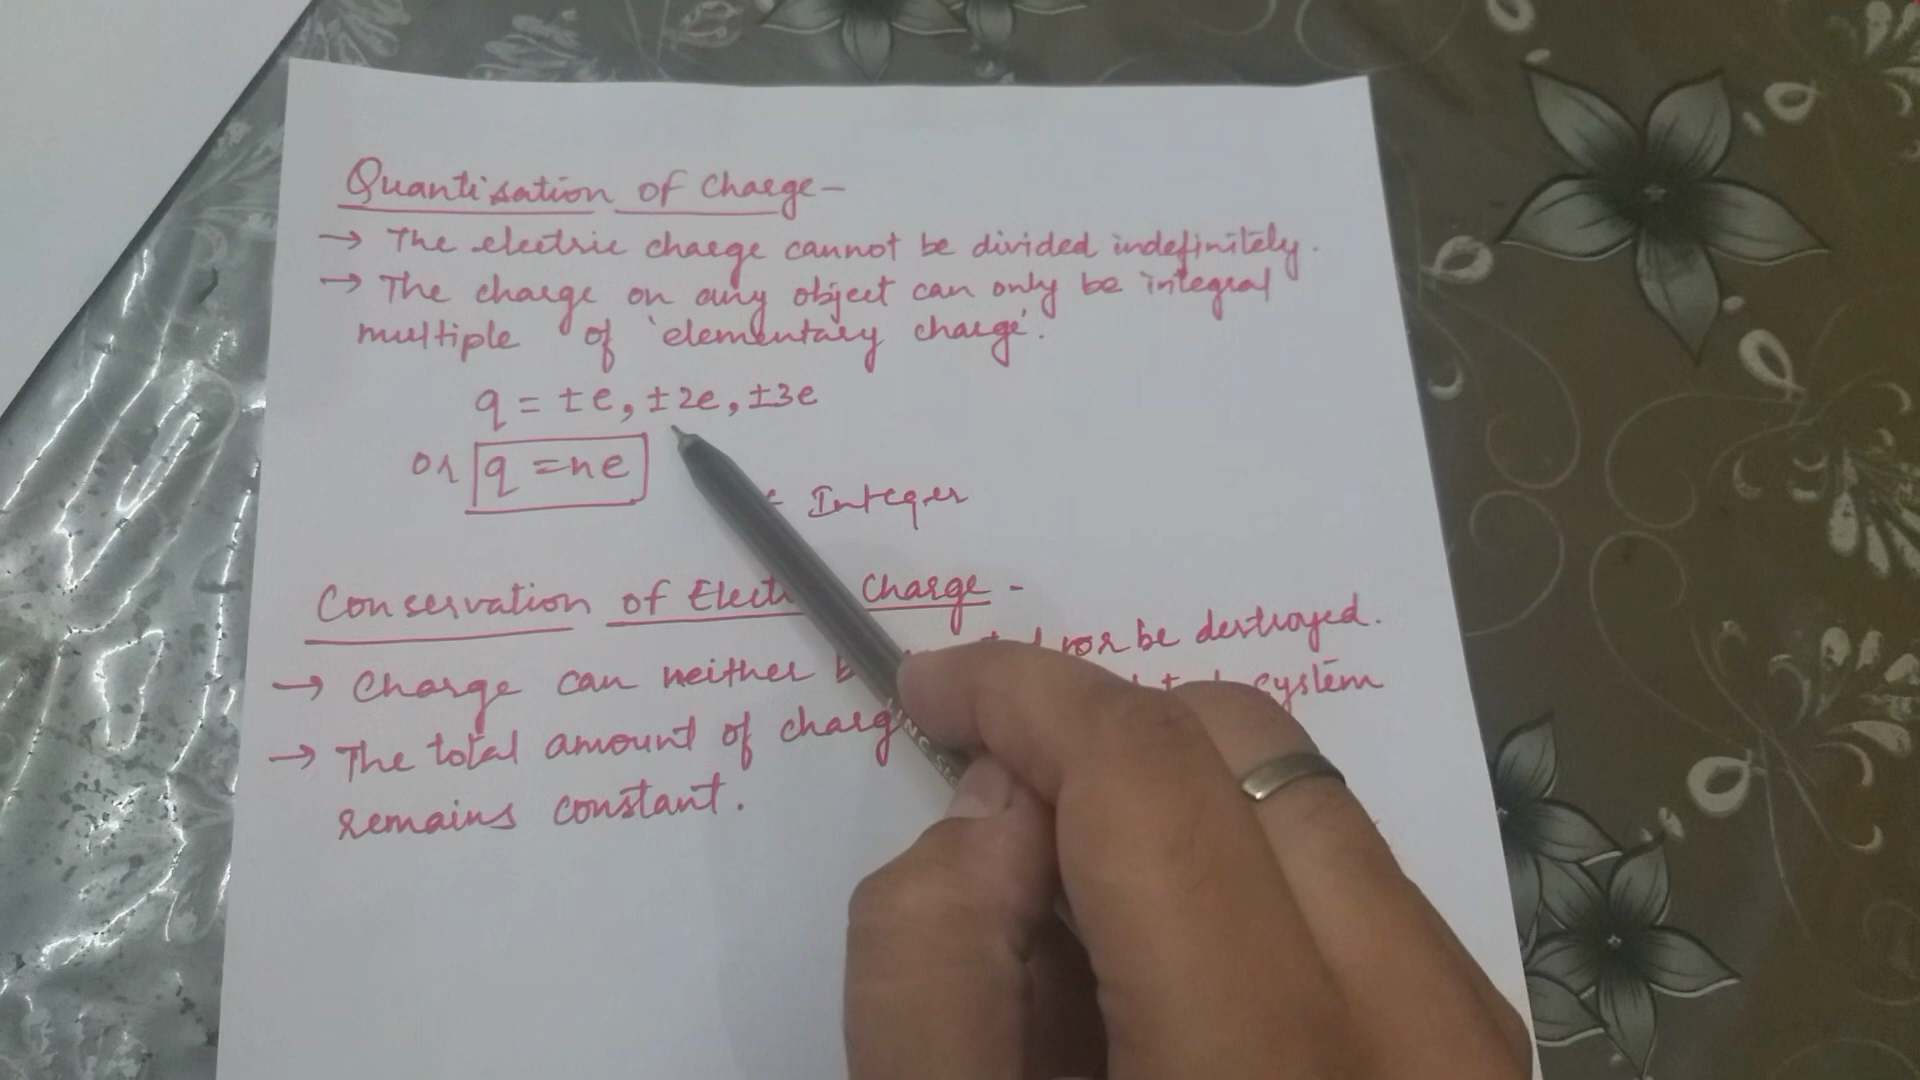 Quantisation of Charge-
→ The electric charge cannot be divided indefinitely.
→ The charge on any object can only be integral
multiple of 'elementary charge'.
q = ±e, ±2e, ±3e
or q = ne
= Integer
Conservation of Charge -
→ Charge can neither nor be destroyed.
→ The total amount of system
remains constant.